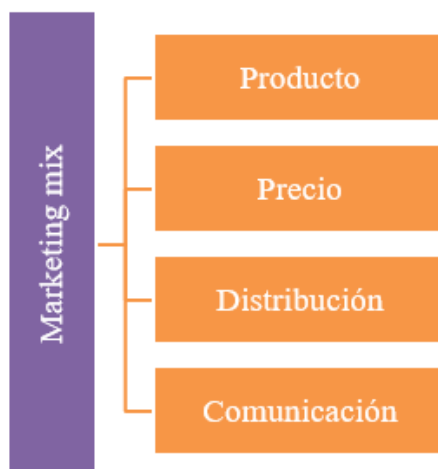 Marketing mix
Producto
Precio
Distribución
Comunicación